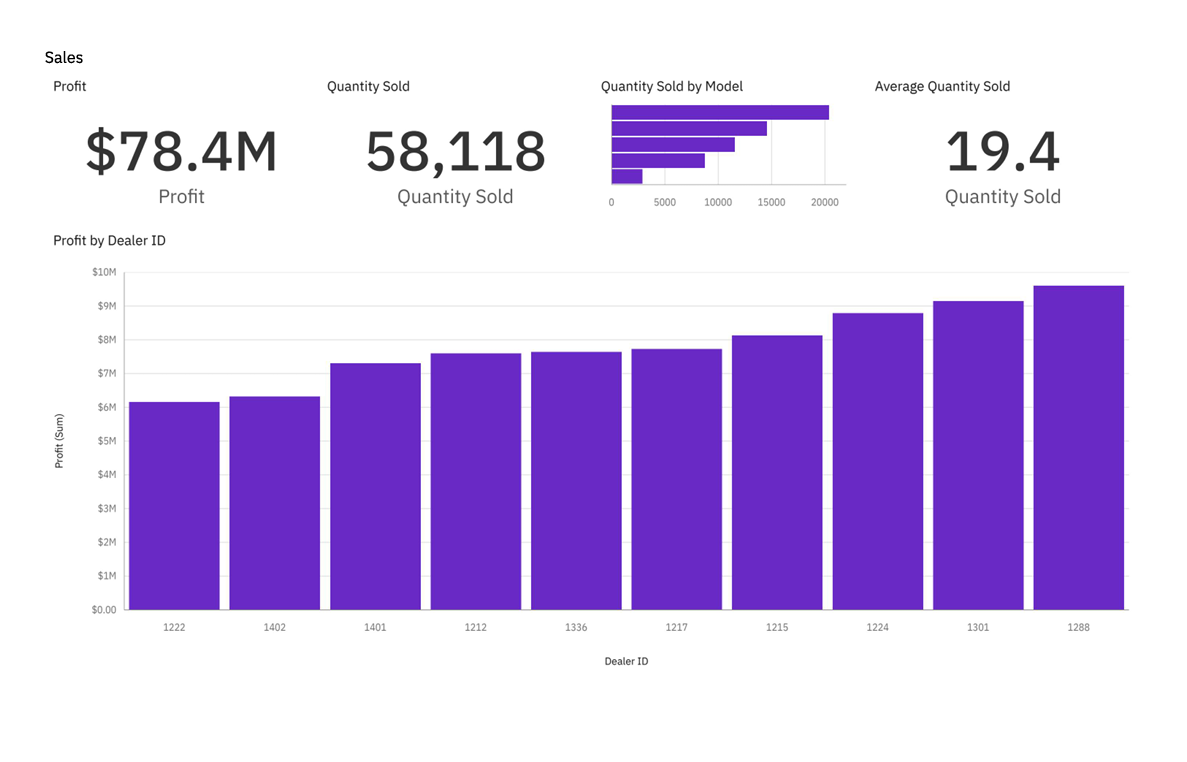 Sales
Profit
$78.4M
Profit
Quantity Sold
58,118
Quantity Sold
Quantity Sold by Model
0 5000 10000 15000 20000
Average Quantity Sold
19.4
Quantity Sold
Profit by Dealer ID
Profit (Sum)
$10M
$9M
$8M
$7M
$6M
$5M
$4M
$3M
$2M
$1M
$0.00
1222 1402 1401 1212 1336 1217 1215 1224 1301 1288
Dealer ID